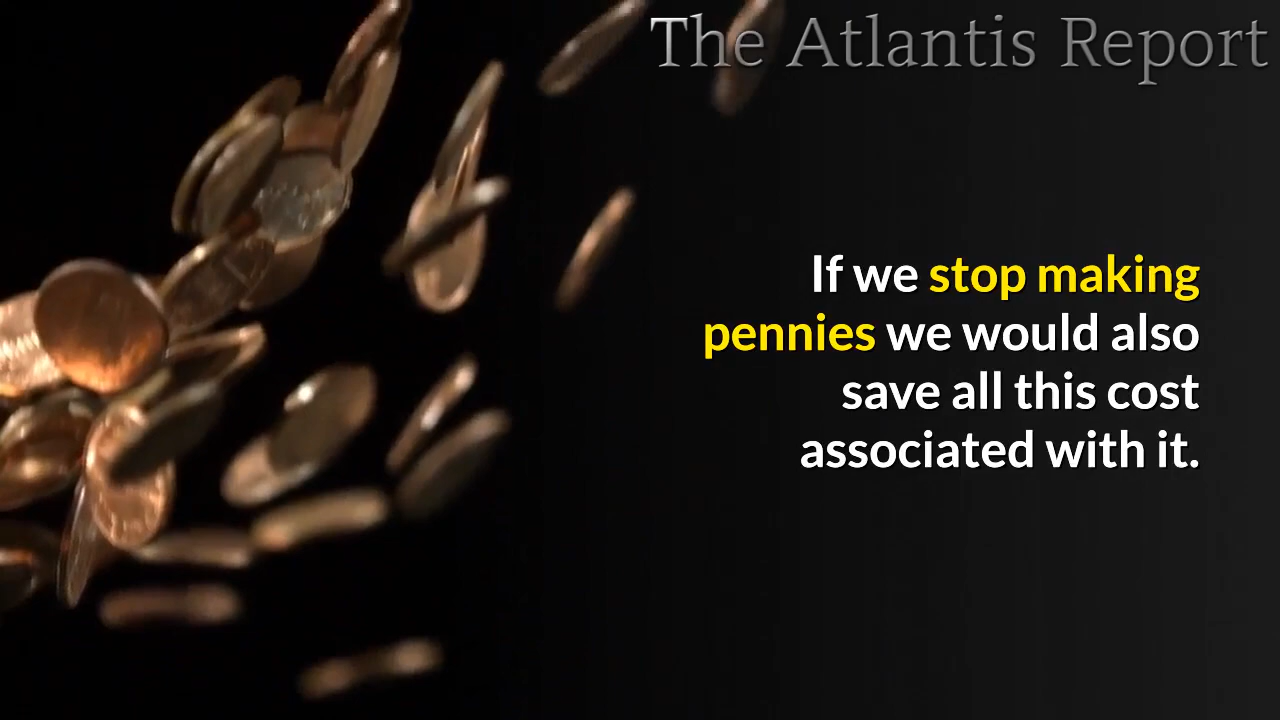 The Atlantis Report
If we stop making
pennies we would also
save all this cost
associated with it.